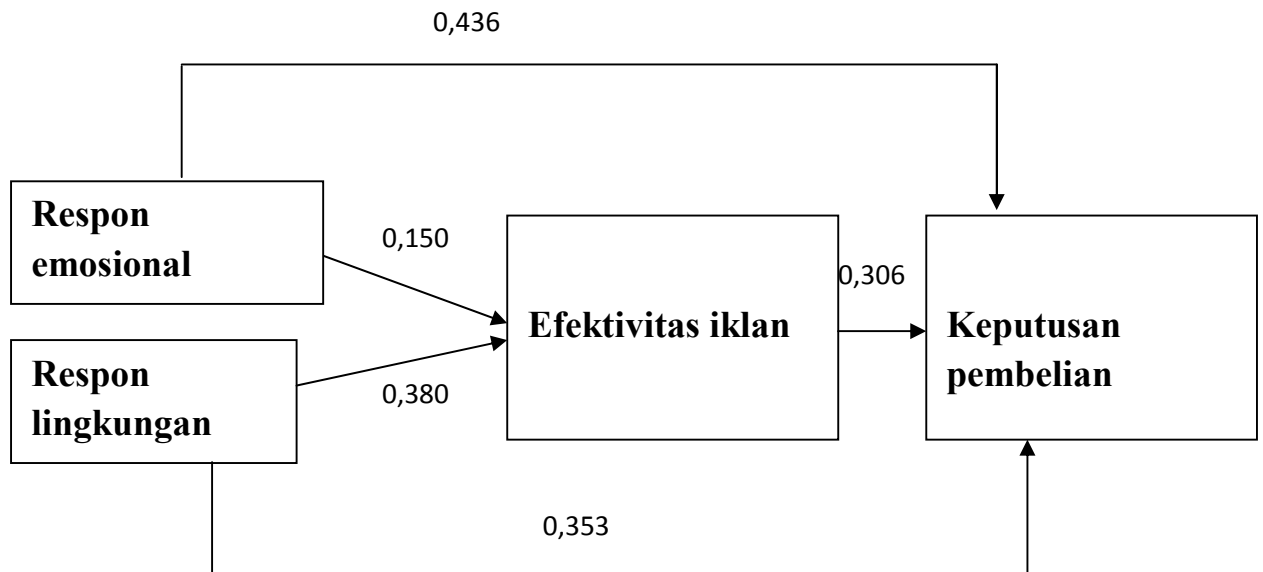 0,436
Respon
emosional
0,150
0,306
Efektivitas iklan
Keputusan
pembelian
Respon
lingkungan
0,380
0,353